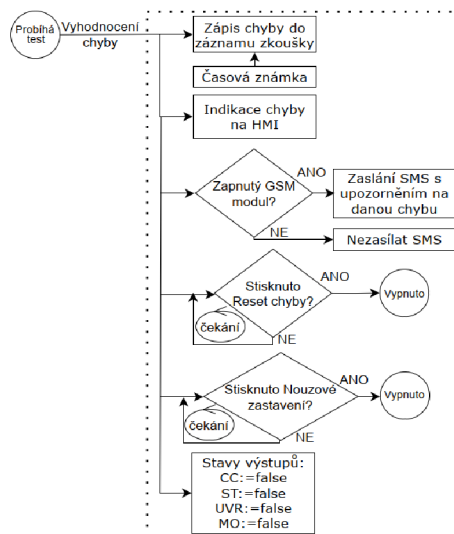 Probíhá
test
Vyhodnocení
chyby
Zápis chyby do
záznamu zkoušky
Časová známka
Indikace chyby
na HMI
Zapnutý GSM
modul?
ANO
Zaslání SMS s
upozorněním na
danou chybu
NE
Nezasílat SMS
Stisknuto
Reset chyby?
ANO
Vypnuto
čekání
NE
Stisknuto Nouzové
zastavení?
ANO
Vypnuto
čekání
NE
Stavy výstupů:
CC:=false
ST:=false
UVR:=false
MO:=false